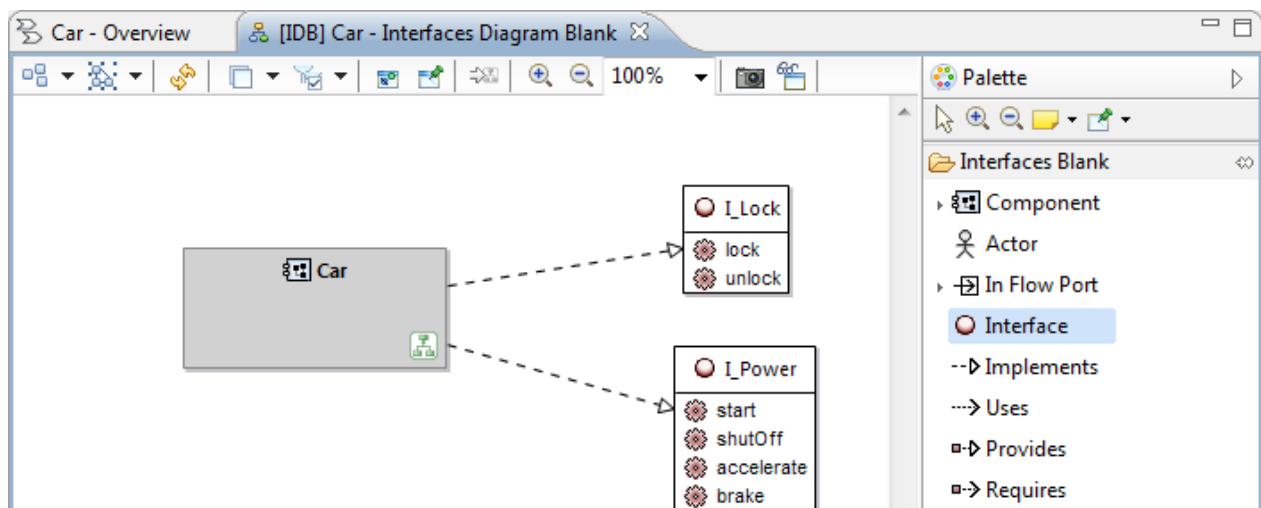 Car - Overview
[IDB] Car - Interfaces Diagram Blank
100%
Palette
Interfaces Blank
Component
Actor
In Flow Port
Interface
Implements
Uses
Provides
Requires
Car
I_Lock
lock
unlock
I_Power
start
shutOff
accelerate
brake